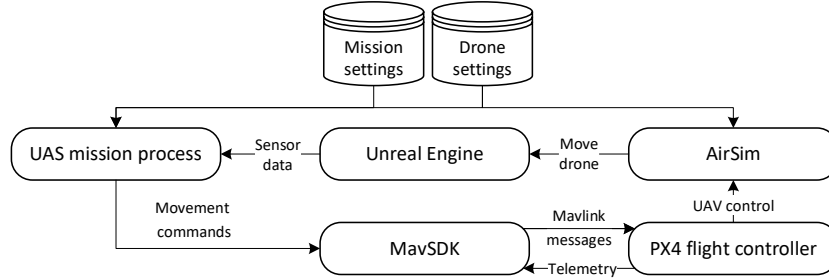 Mission
settings
Drone
settings
UAS mission process
Sensor
data
Unreal Engine
Move
drone
AirSim
Movement
commands
MavSDK
Mavlink
messages
Telemetry
UAV control
PX4 flight controller